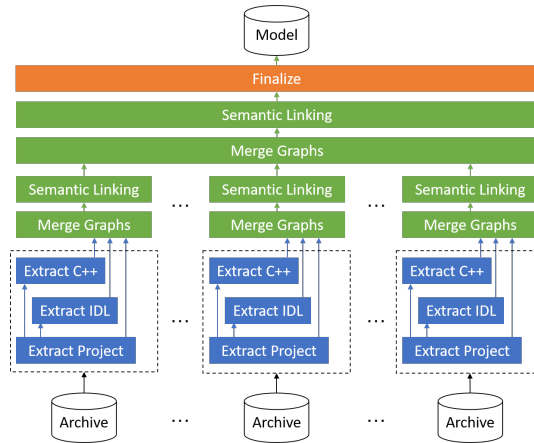 Model
Finalize
Semantic Linking
Merge Graphs
Semantic Linking ... Semantic Linking ... Semantic Linking
Merge Graphs Merge Graphs Merge Graphs
Extract C++ Extract C++ Extract C++
Extract IDL ... Extract IDL ... Extract IDL
Extract Project Extract Project Extract Project
Archive ... Archive ... Archive